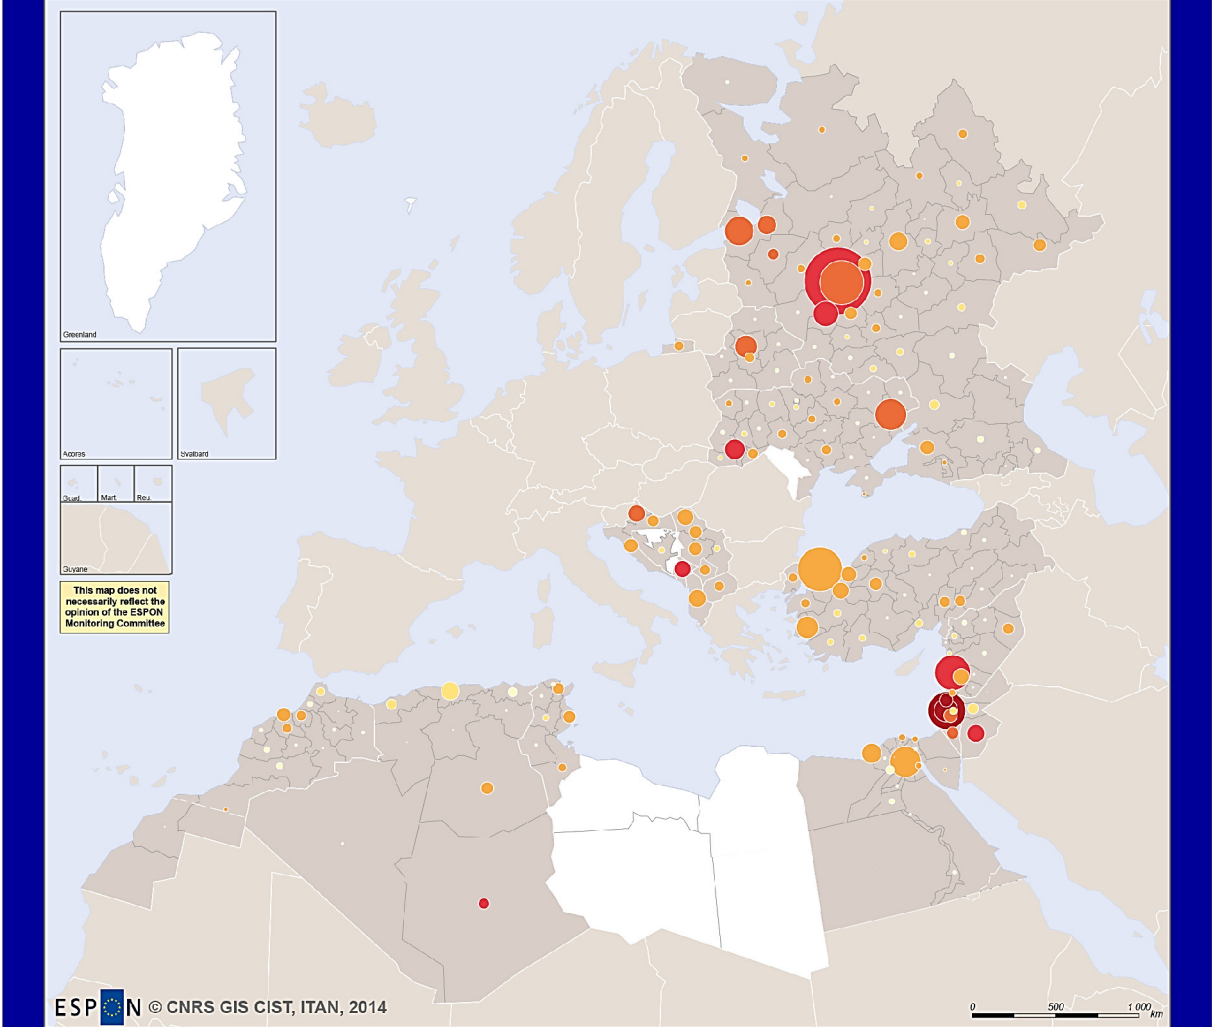 Greenland
Acores
Svalbard
Guad.
Mart.
Reu.
Guyane
This map does not
necessarily reflect the
opinion of the ESPON
Monitoring Committee
ESPON © CNRS GIS CIST, ITAN, 2014
0 500 1 000
km